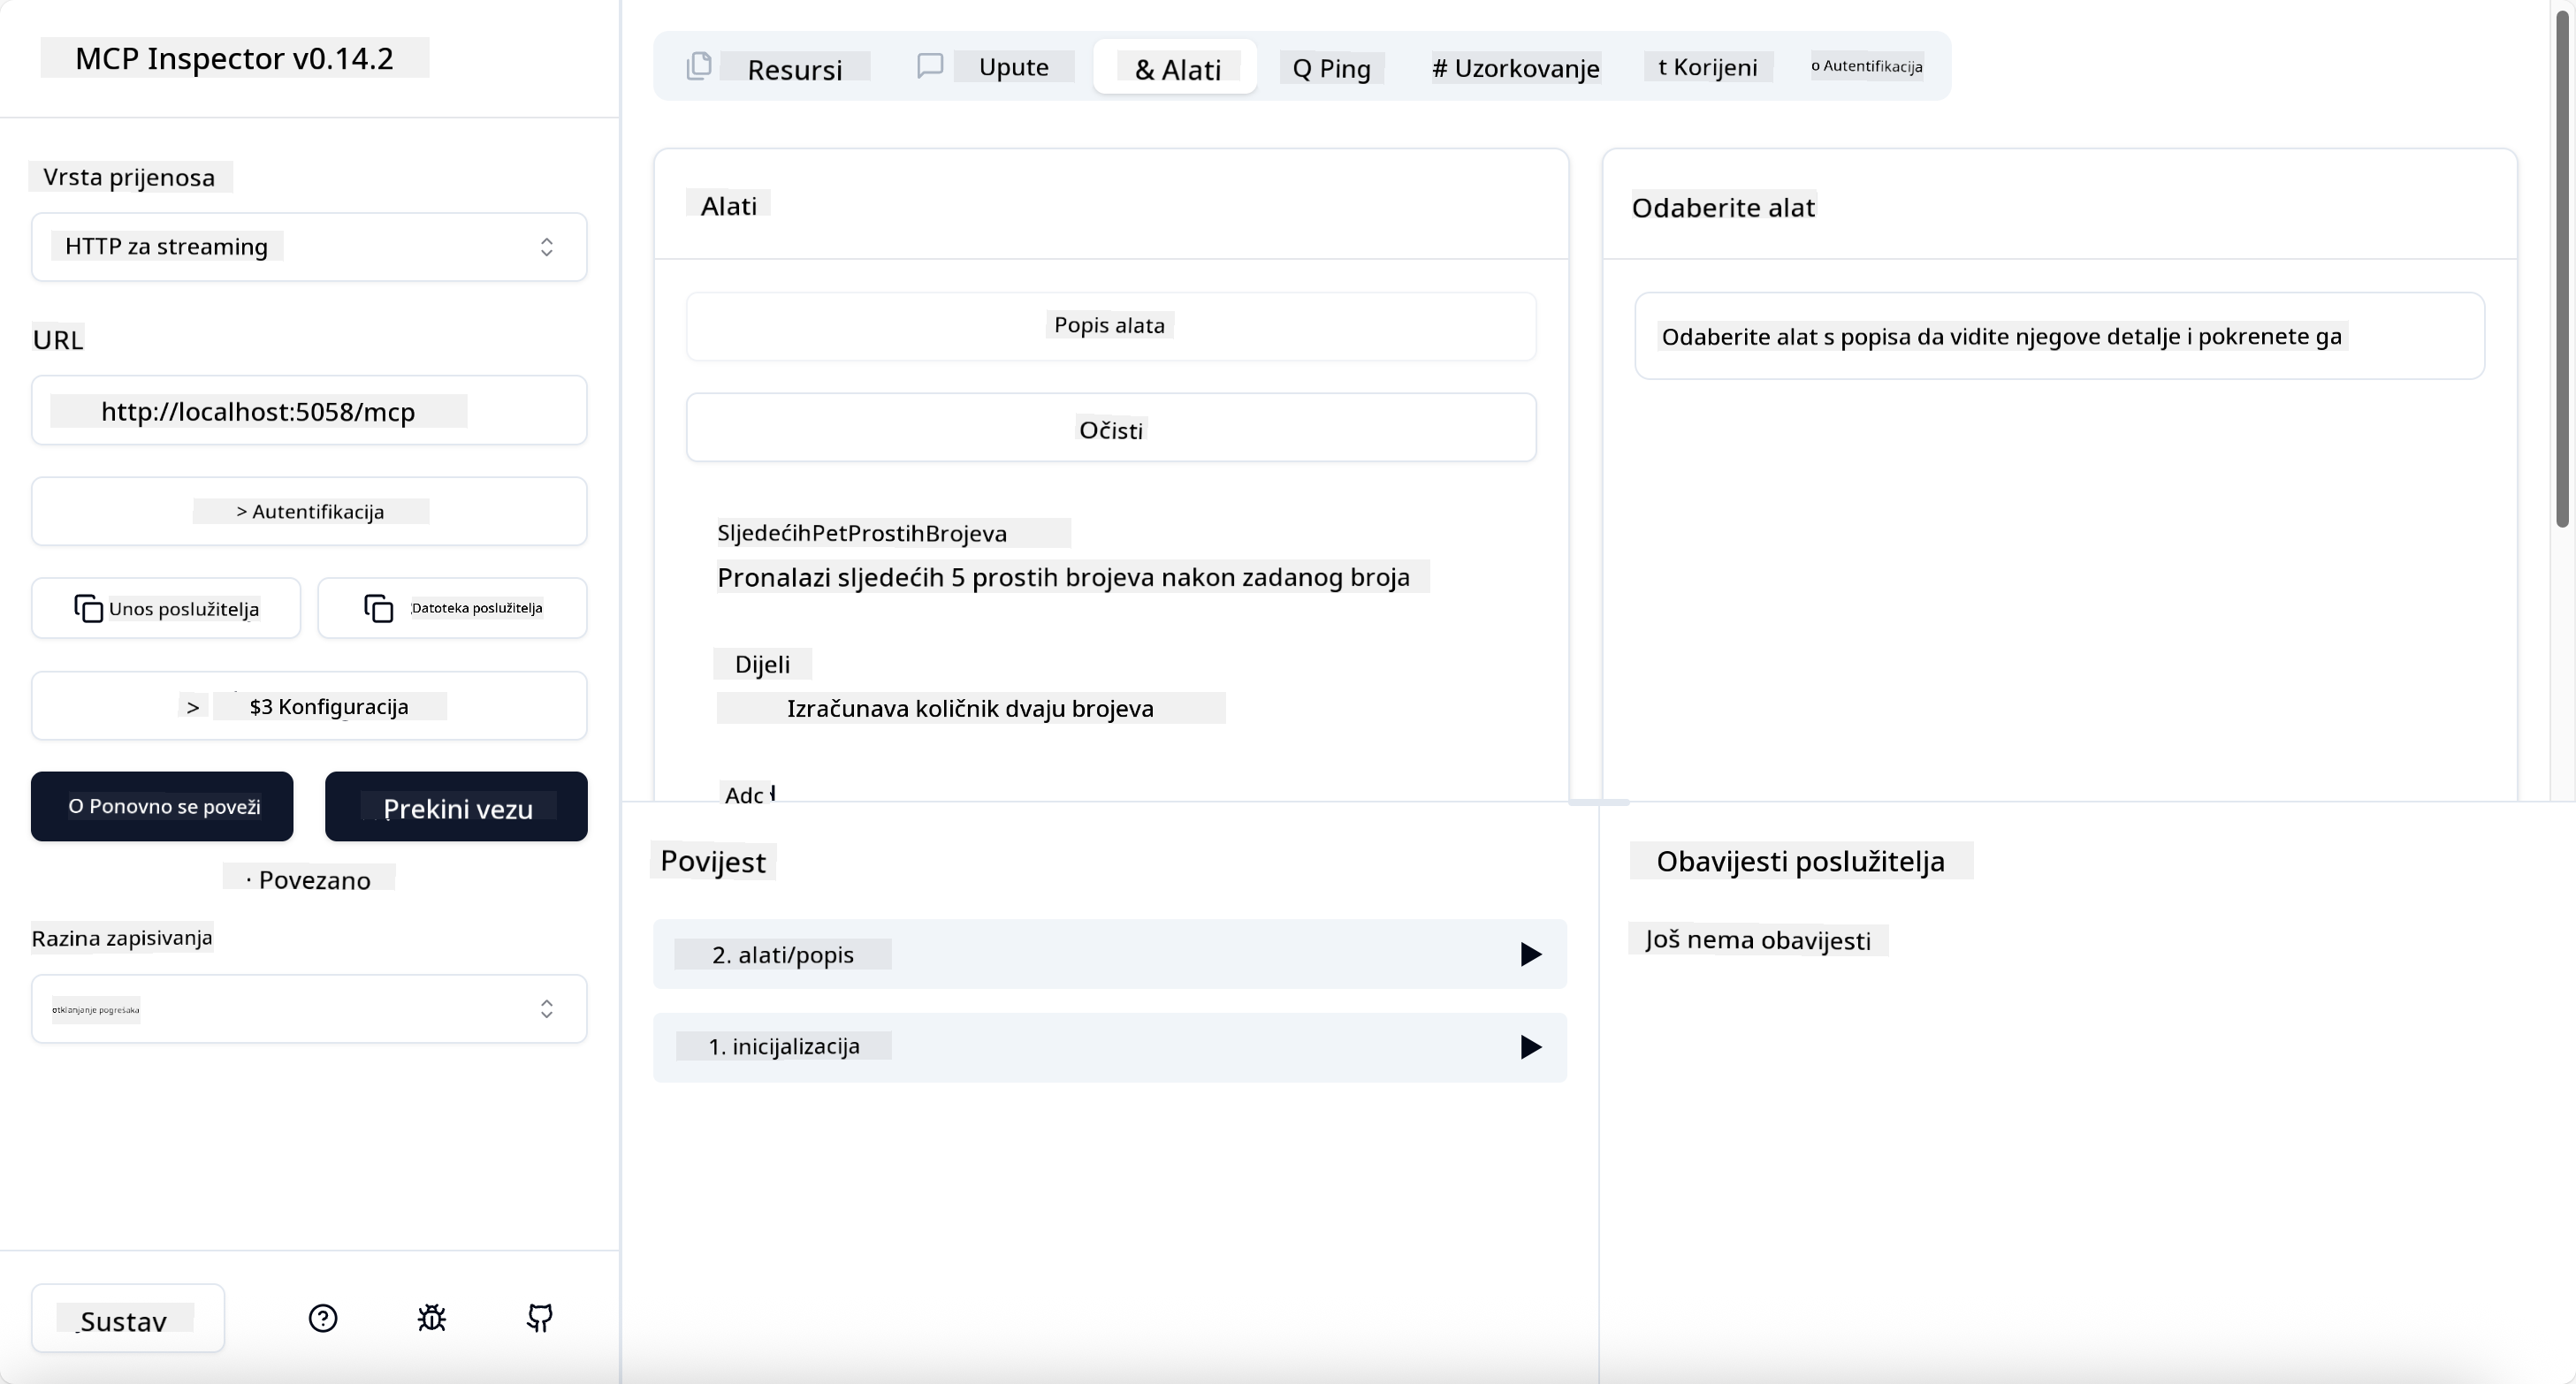 MCP Inspector v0.14.2
Vrsta prijenosa
HTTP za streaming
URL
http://localhost:5058/mcp
> Autentifikacija
Unos poslužitelja
Datoteka poslužitelja
> $3 Konfiguracija
O Ponovno se poveži
Prekini vezu
· Povezano
Razina zapisivanja
otklanjanje pogrešaka
Sustav
Resursi
Upute
& Alati
Q Ping
# Uzorkovanje
t Korijeni
o Autentifikacija
Alati
Popis alata
Očisti
SljedećihPetProstihBrojeva
Pronalazi sljedećih 5 prostih brojeva nakon zadanog broja
Dijeli
Izračunava količnik dvaju brojeva
Adc
Odaberite alat
Odaberite alat s popisa da vidite njegove detalje i pokrenete ga
Povijest
2. alati/popis
1. inicijalizacija
Obavijesti poslužitelja
Još nema obavijesti